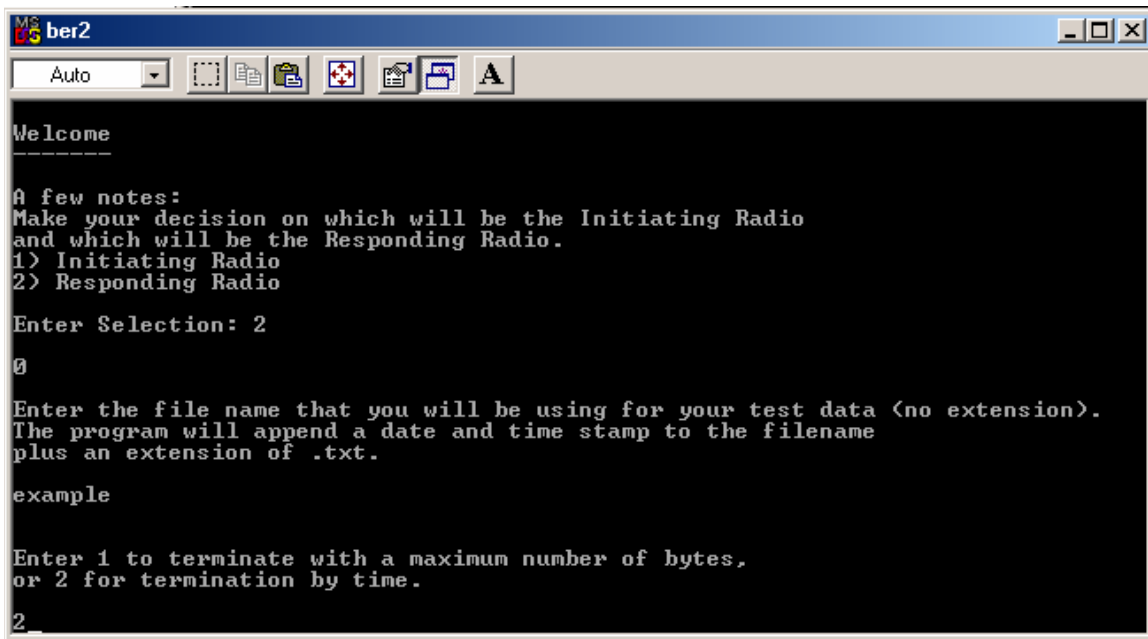 ber2
Auto
A
Welcome
-------
A few notes:
Make your decision on which will be the Initiating Radio
and which will be the Responding Radio.
1) Initiating Radio
2) Responding Radio
Enter Selection: 2
0
Enter the file name that you will be using for your test data (no extension).
The program will append a date and time stamp to the filename
plus an extension of .txt.
example
Enter 1 to terminate with a maximum number of bytes,
or 2 for termination by time.
2_